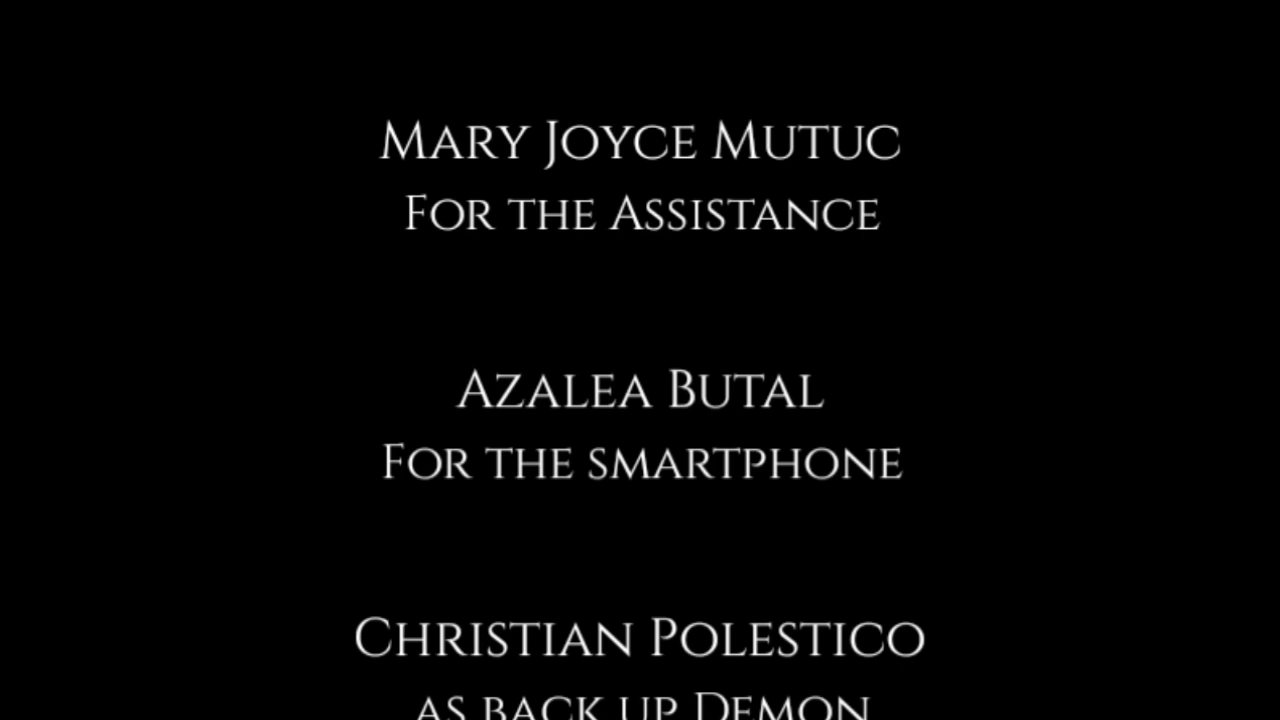 Mary Joyce Mutuc
For the Assistance
Azalea Butal
For the smartphone
Christian Polestico
as back up Demon